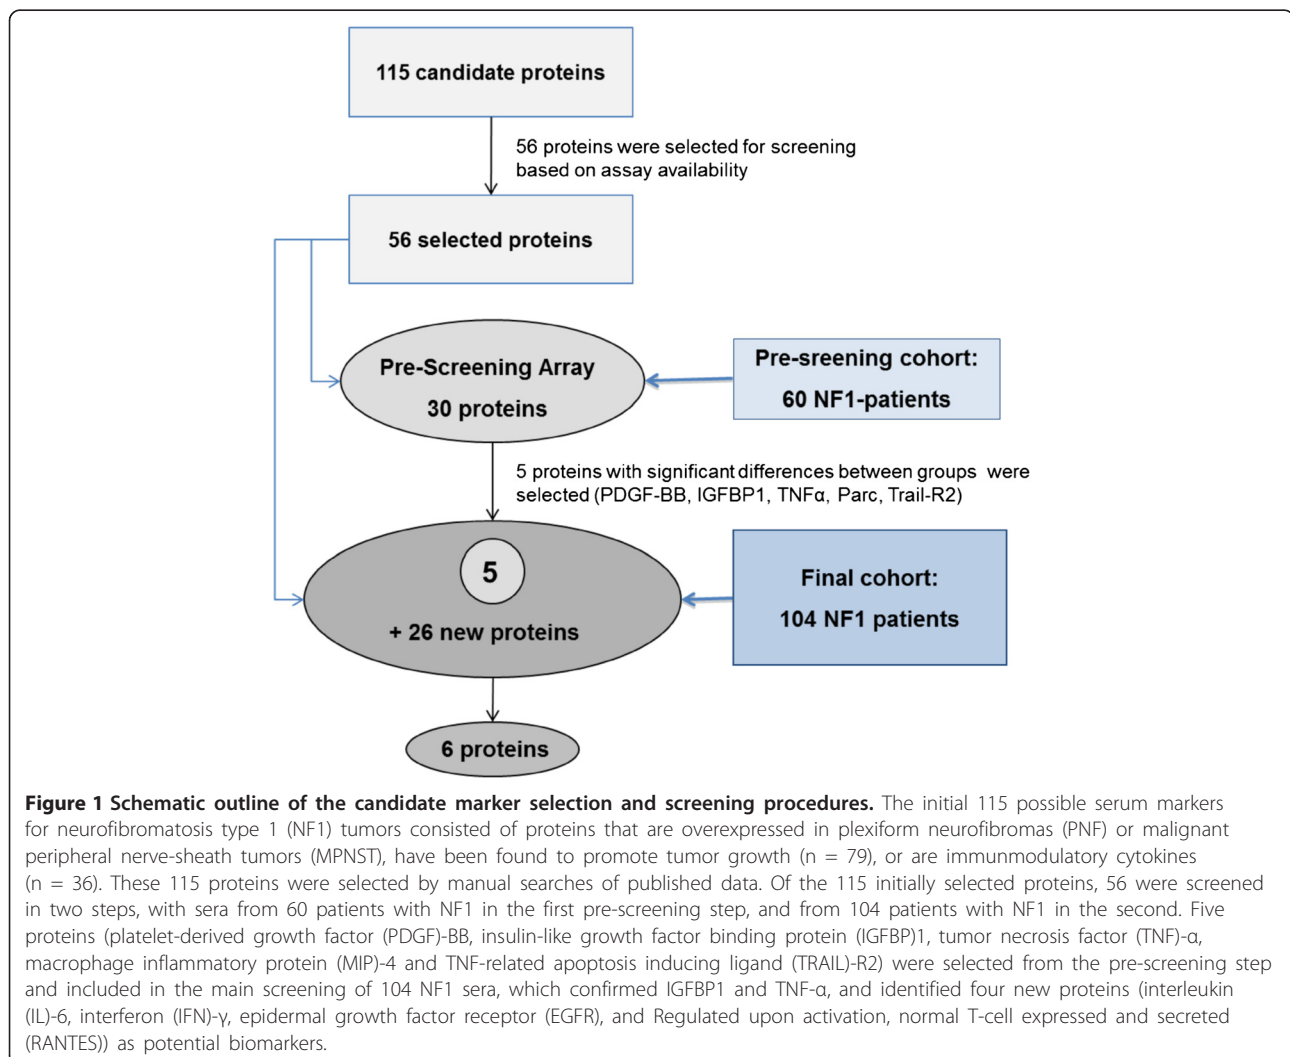 115 candidate proteins
56 proteins were selected for screening
based on assay availability
56 selected proteins
Pre-Screening Array
30 proteins
Pre-sreening cohort:
60 NF1-patients
5 proteins with significant differences between groups were
selected (PDGF-BB, IGFBP1, TNFα, Parc, Trail-R2)
5
+ 26 new proteins
Final cohort:
104 NF1 patients
6 proteins
Figure 1 Schematic outline of the candidate marker selection and screening procedures. The initial 115 possible serum markers
for neurofibromatosis type 1 (NF1) tumors consisted of proteins that are overexpressed in plexiform neurofibromas (PNF) or malignant
peripheral nerve-sheath tumors (MPNST), have been found to promote tumor growth (n = 79), or are immunmodulatory cytokines
(n = 36). These 115 proteins were selected by manual searches of published data. Of the 115 initially selected proteins, 56 were screened
in two steps, with sera from 60 patients with NF1 in the first pre-screening step, and from 104 patients with NF1 in the second. Five
proteins (platelet-derived growth factor (PDGF)-BB, insulin-like growth factor binding protein (IGFBP)1, tumor necrosis factor (TNF)-α,
macrophage inflammatory protein (MIP)-4 and TNF-related apoptosis inducing ligand (TRAIL)-R2) were selected from the pre-screening step
and included in the main screening of 104 NF1 sera, which confirmed IGFBP1 and TNF-α, and identified four new proteins (interleukin
(IL)-6, interferon (IFN)-γ, epidermal growth factor receptor (EGFR), and Regulated upon activation, normal T-cell expressed and secreted
(RANTES)) as potential biomarkers.